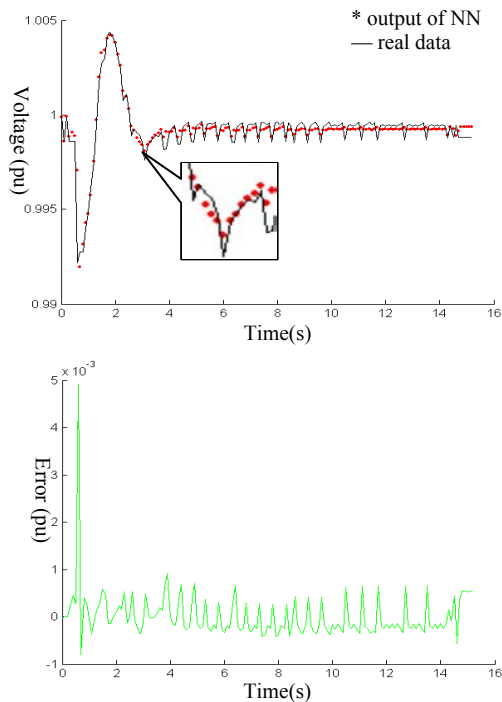 * output of NN
— real data
1.005
1
0.995
0.99
Voltage (pu)
0 2 4 6 8 10 12 14 16
Time(s)
x 10⁻³
5
4
3
2
1
0
-1
Error (pu)
0 2 4 6 8 10 12 14 16
Time(s)